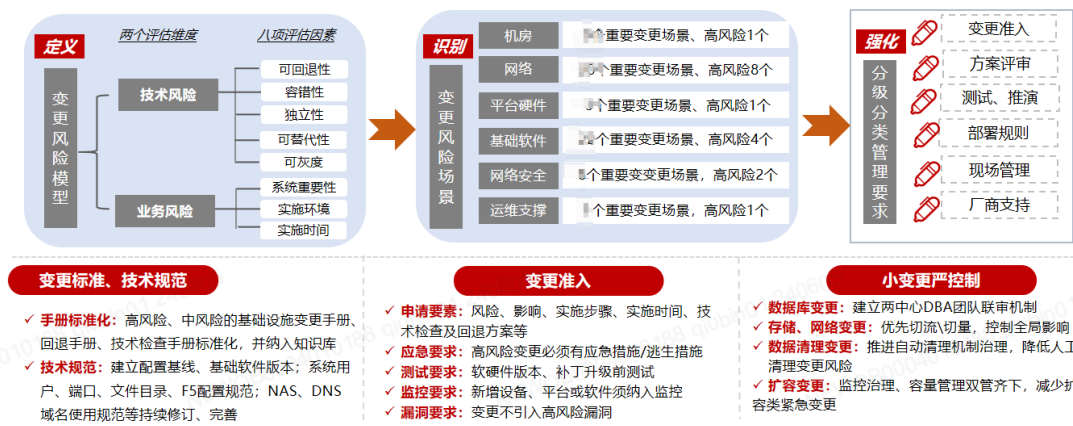 定义
两个评估维度
八项评估因素
变更风险模型
技术风险
可回退性
容错性
独立性
可替代性
可灰度
业务风险
系统重要性
实施环境
实施时间
识别
变更风险场景
机房
个重要变更场景、高风险1个
网络
个重要变更场景、高风险8个
平台硬件
个重要变更场景、高风险1个
基础软件
个重要变更场景、高风险4个
网络安全
个重要变变更场景，高风险2个
运维支撑
个重要变更场景，高风险1个
强化
分级分类管理要求
变更准入
方案评审
测试、推演
部署规则
现场管理
厂商支持
变更标准、技术规范
手册标准化：高风险、中风险的基础设施变更手册、
回退手册、技术检查手册标准化，并纳入知识库
技术规范：建立配置基线、基础软件版本；系统用
户、端口、文件目录、F5配置规范；NAS、DNS
域名使用规范等持续修订、完善
变更准入
申请要素：风险、影响、实施步骤、实施时间、技
术检查及回退方案等
应急要求：高风险变更必须有应急措施/逃生措施
测试要求：软硬件版本、补丁升级前测试
监控要求：新增设备、平台或软件须纳入监控
漏洞要求：变更不引入高风险漏洞
小变更严控制
数据库变更：建立两中心DBA团队联审机制
存储、网络变更：优先切流\切量，控制全局影响
数据清理变更：推进自动清理机制治理，降低人工
清理变更风险
扩容变更：监控治理、容量管理双管齐下，减少扩
容类紧急变更